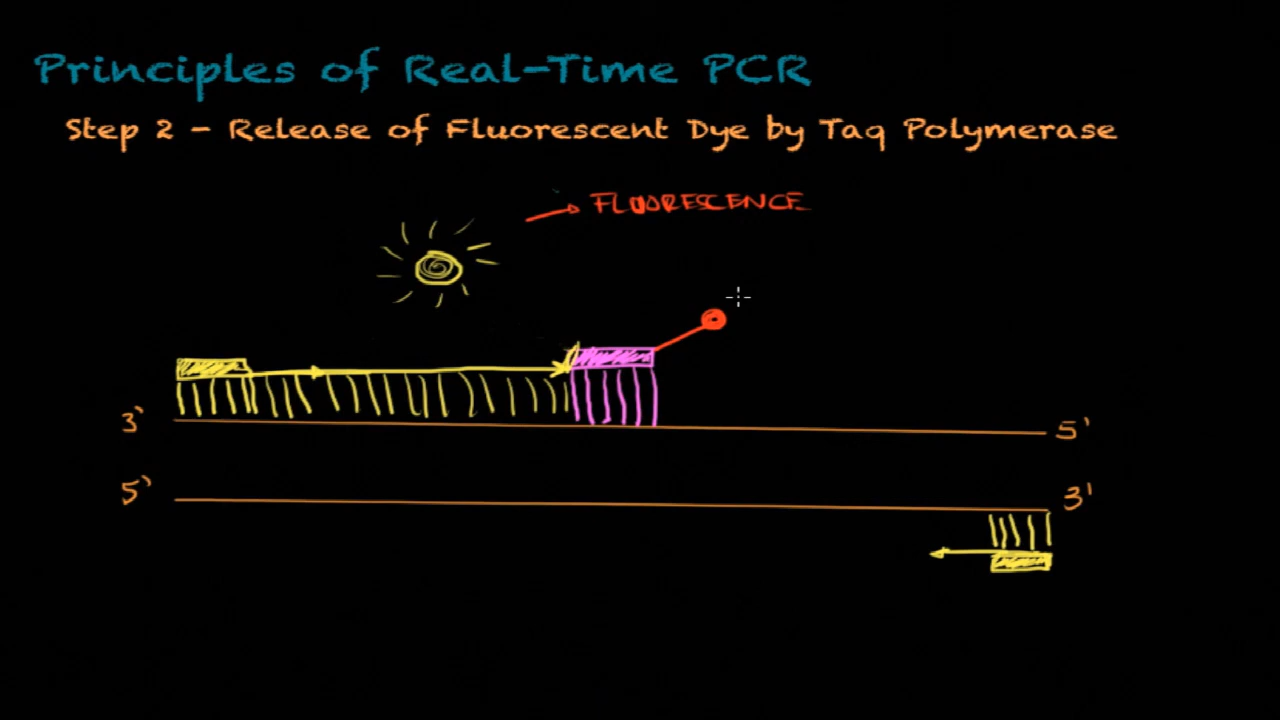 Principles of Real-Time PCR
Step 2 - Release of Fluorescent Dye by Taq Polymerase
FLUORESCENCE
3' 5'
5' 3'